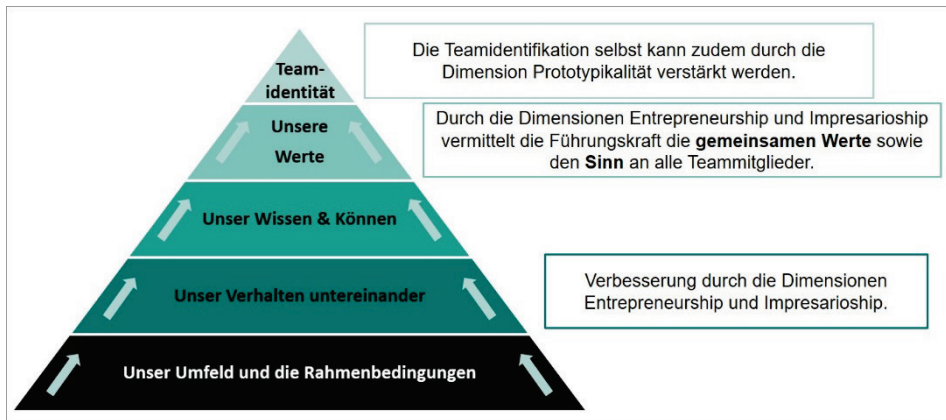 Team-
identität
Die Teamidentifikation selbst kann zudem durch die
Dimension Prototypikalität verstärkt werden.
Unsere
Werte
Durch die Dimensionen Entrepreneurship und Impresarioship
vermittelt die Führungskraft die gemeinsamen Werte sowie
den Sinn an alle Teammitglieder.
Unser Wissen & Können
Unser Verhalten untereinander
Verbesserung durch die Dimensionen
Entrepreneurship und Impresarioship.
Unser Umfeld und die Rahmenbedingungen